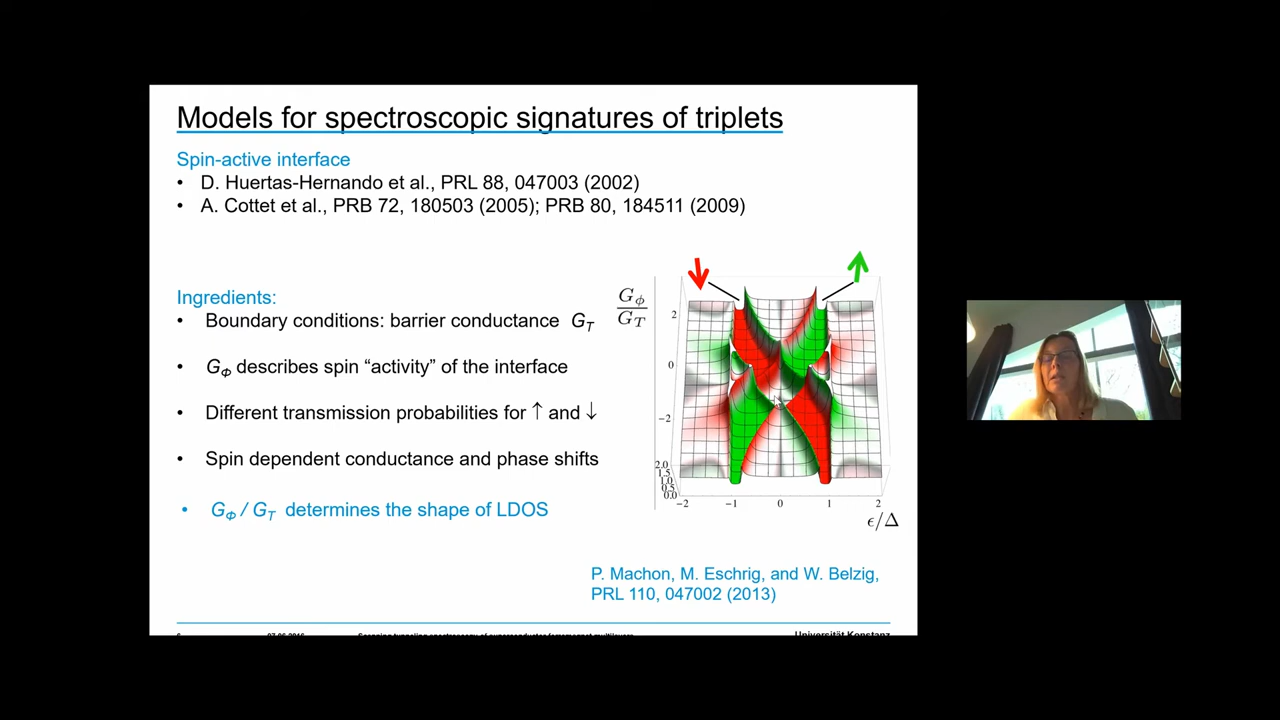 Models for spectroscopic signatures of triplets
Spin-active interface
• D. Huertas-Hernando et al., PRL 88, 047003 (2002)
• A. Cottet et al., PRB 72, 180503 (2005); PRB 80, 184511 (2009)
Ingredients:
• Boundary conditions: barrier conductance G_T
• G_Φ describes spin “activity” of the interface
• Different transmission probabilities for ↑ and ↓
• Spin dependent conductance and phase shifts
• G_Φ / G_T determines the shape of LDOS
G_ϕ
G_T
2
0
−2
2.0
1.5
1.0
0.5
0.0
−2 −1 0 1 2
ϵ/Δ
P. Machon, M. Eschrig, and W. Belzig,
PRL 110, 047002 (2013)
Universität Konstanz